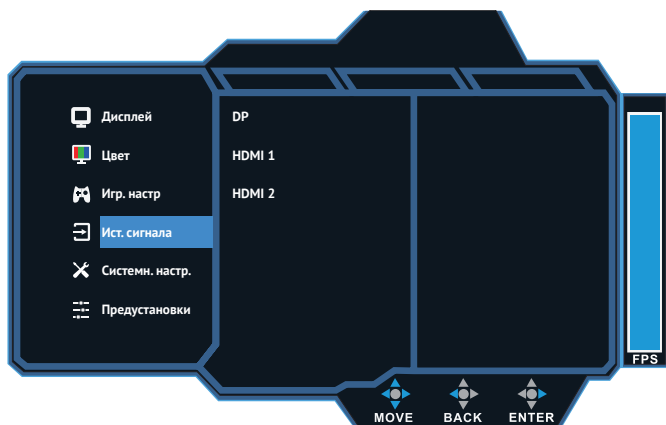 Дисплей
Цвет
Игр. настр
Ист. сигнала
Системн. настр.
Предустановки
DP
HDMI 1
HDMI 2
FPS
MOVE
BACK
ENTER